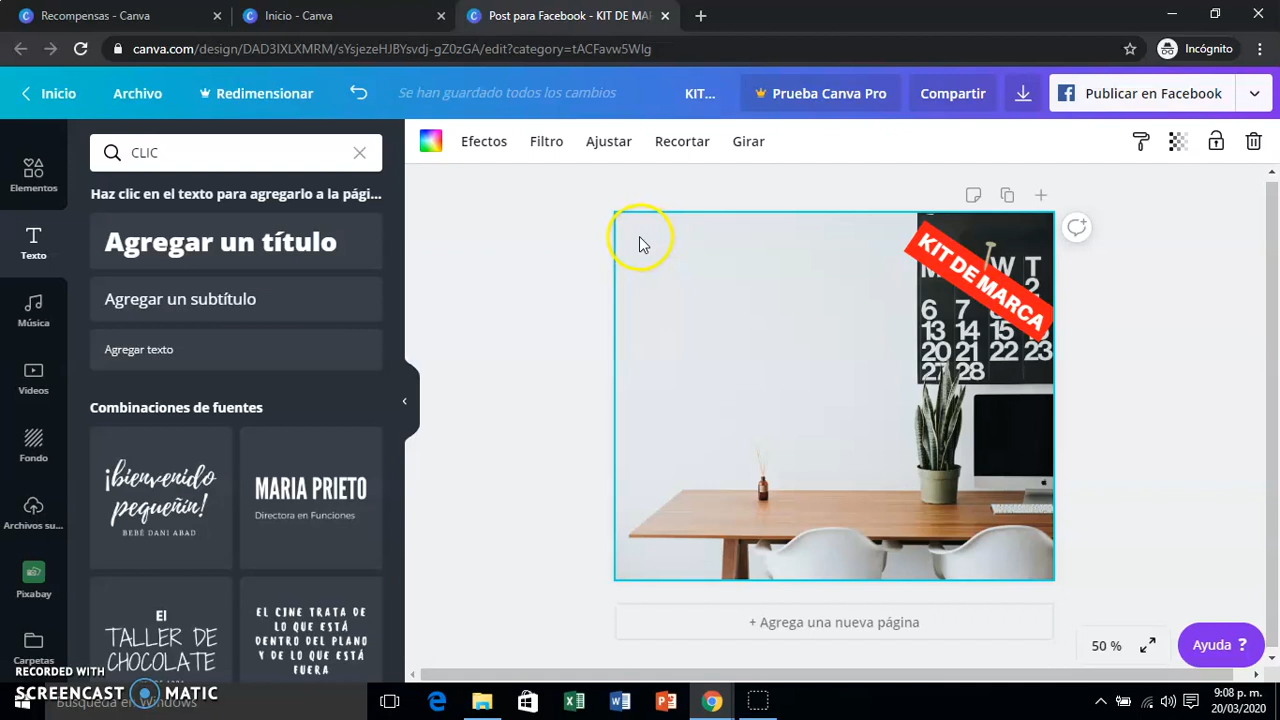 Recompensas - Canva
Inicio - Canva
Post para Facebook - KIT DE MAR
canva.com/design/DAD3IXLXMRM/sYsjezeHJBYsvdj-gZ0zGA/edit?category=tACFavw5WIg
Incógnito
Inicio
Archivo
Redimensionar
Se han guardado todos los cambios
KIT...
Prueba Canva Pro
Compartir
Publicar en Facebook
Elementos
Texto
Música
Videos
Fondo
Archivos su...
Pixabay
Carpetas
CLIC
Haz clic en el texto para agregarlo a la pági...
Agregar un título
Agregar un subtítulo
Agregar texto
Combinaciones de fuentes
¡bienvenido
pequeñín!
BEBÉ DANI ABAD
MARIA PRIETO
Directora en Funciones
El
TALLER DE
CHOCOLATE
EL CINE TRATA DE
LO QUE ESTÁ
DENTRO DEL PLANO
Y DE LO QUE ESTÁ
FUERA
Efectos
Filtro
Ajustar
Recortar
Girar
KIT DE MARCA
M W T
2
6 7
13 14 15
20 21 22 23
27 28
+ Agrega una nueva página
50 %
Ayuda ?
RECORDED WITH
SCREENCAST MATIC
Búsqueda en Windows
9:08 p. m.
20/03/2020